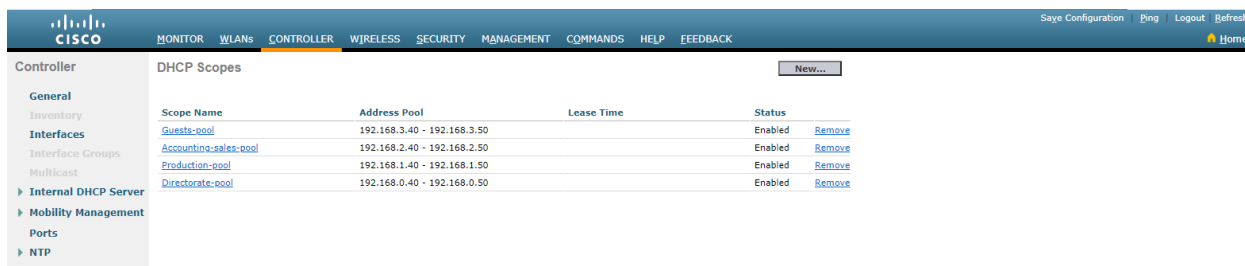 Save Configuration | Ping | Logout | Refresh
CISCO
MONITOR WLANs CONTROLLER WIRELESS SECURITY MANAGEMENT COMMANDS HELP FEEDBACK
Home
Controller
General
Inventory
Interfaces
Interface Groups
Multicast
Internal DHCP Server
Mobility Management
Ports
NTP
DHCP Scopes
New...
Scope Name Address Pool Lease Time Status
Guests-pool 192.168.3.40 - 192.168.3.50 Enabled Remove
Accounting-sales-pool 192.168.2.40 - 192.168.2.50 Enabled Remove
Production-pool 192.168.1.40 - 192.168.1.50 Enabled Remove
Directorate-pool 192.168.0.40 - 192.168.0.50 Enabled Remove